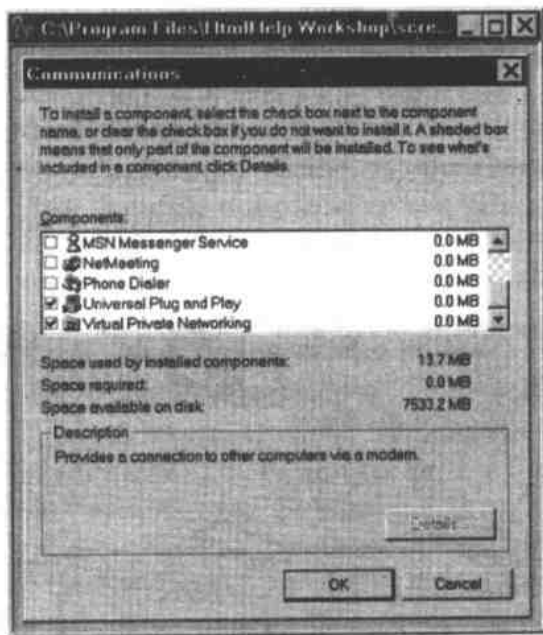 C:\Program Files\HtmlHelp Workshop\scre...
Communications
To install a component, select the check box next to the component
name, or clear the check box if you do not want to install it. A shaded box
means that only part of the component will be installed. To see what's
included in a component, click Details.
Components:
MSN Messenger Service 0.0 MB
NetMeeting 0.0 MB
Phone Dialer 0.0 MB
Universal Plug and Play 0.0 MB
Virtual Private Networking 0.0 MB
Space used by installed components: 13.7 MB
Space required: 0.0 MB
Space available on disk: 7533.2 MB
Description
Provides a connection to other computers via a modem.
Details...
OK Cancel